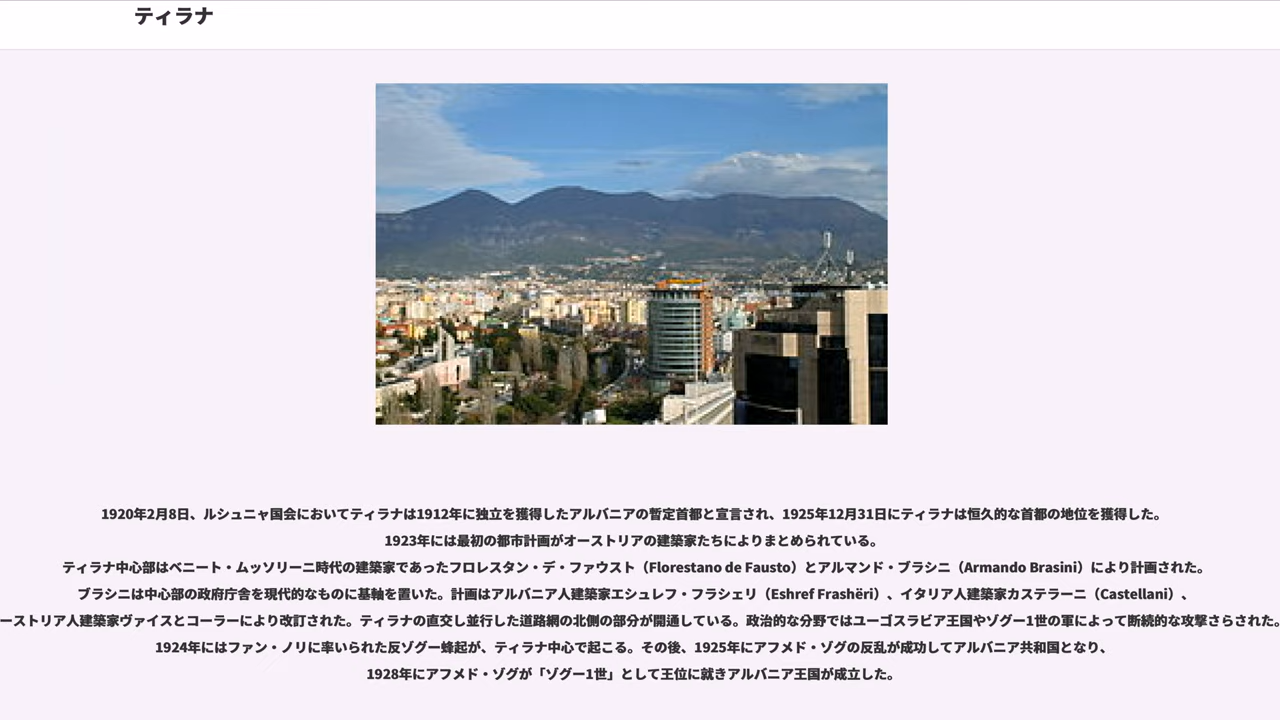 ティラナ
1920年2月8日、ルシュニャ国会においてティラナは1912年に独立を獲得したアルバニアの暫定首都と宣言され、1925年12月31日にティラナは恒久的な首都の地位を獲得した。
1923年には最初の都市計画がオーストリアの建築家たちによりまとめられている。
ティラナ中心部はベニート・ムッソリーニ時代の建築家であったフロレスタン・デ・ファウスト（Florestano de Fausto）とアルマンド・ブラシニ（Armando Brasini）により計画された。
ブラシニは中心部の政府庁舎を現代的なものに基軸を置いた。計画はアルバニア人建築家エシュレフ・フラシェリ（Eshref Frashëri）、イタリア人建築家カステラーニ（Castellani）、
ーストリア人建築家ヴァイスとコーラーにより改訂された。ティラナの直交し並行した道路網の北側の部分が開通している。政治的な分野ではユーゴスラビア王国やゾグー1世の軍によって断続的な攻撃さらされた。
1924年にはファン・ノリに率いられた反ゾグー蜂起が、ティラナ中心で起こる。その後、1925年にアフメド・ゾグの反乱が成功してアルバニア共和国となり、
1928年にアフメド・ゾグが「ゾグー1世」として王位に就きアルバニア王国が成立した。